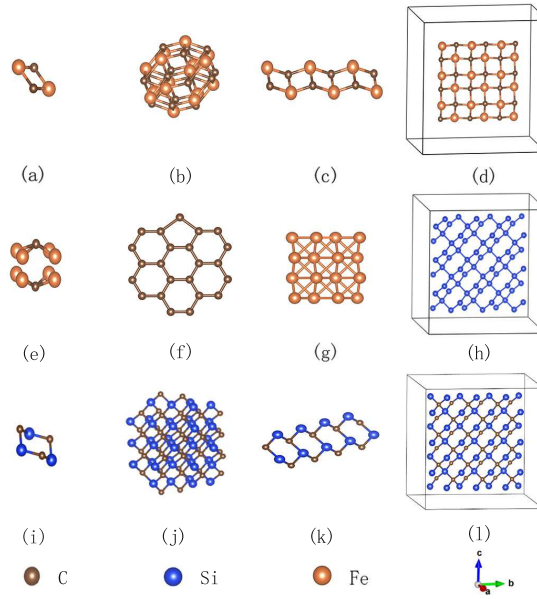 (a) (b) (c) (d)
(e) (f) (g) (h)
(i) (j) (k) (l)
C Si Fe
c
b
a